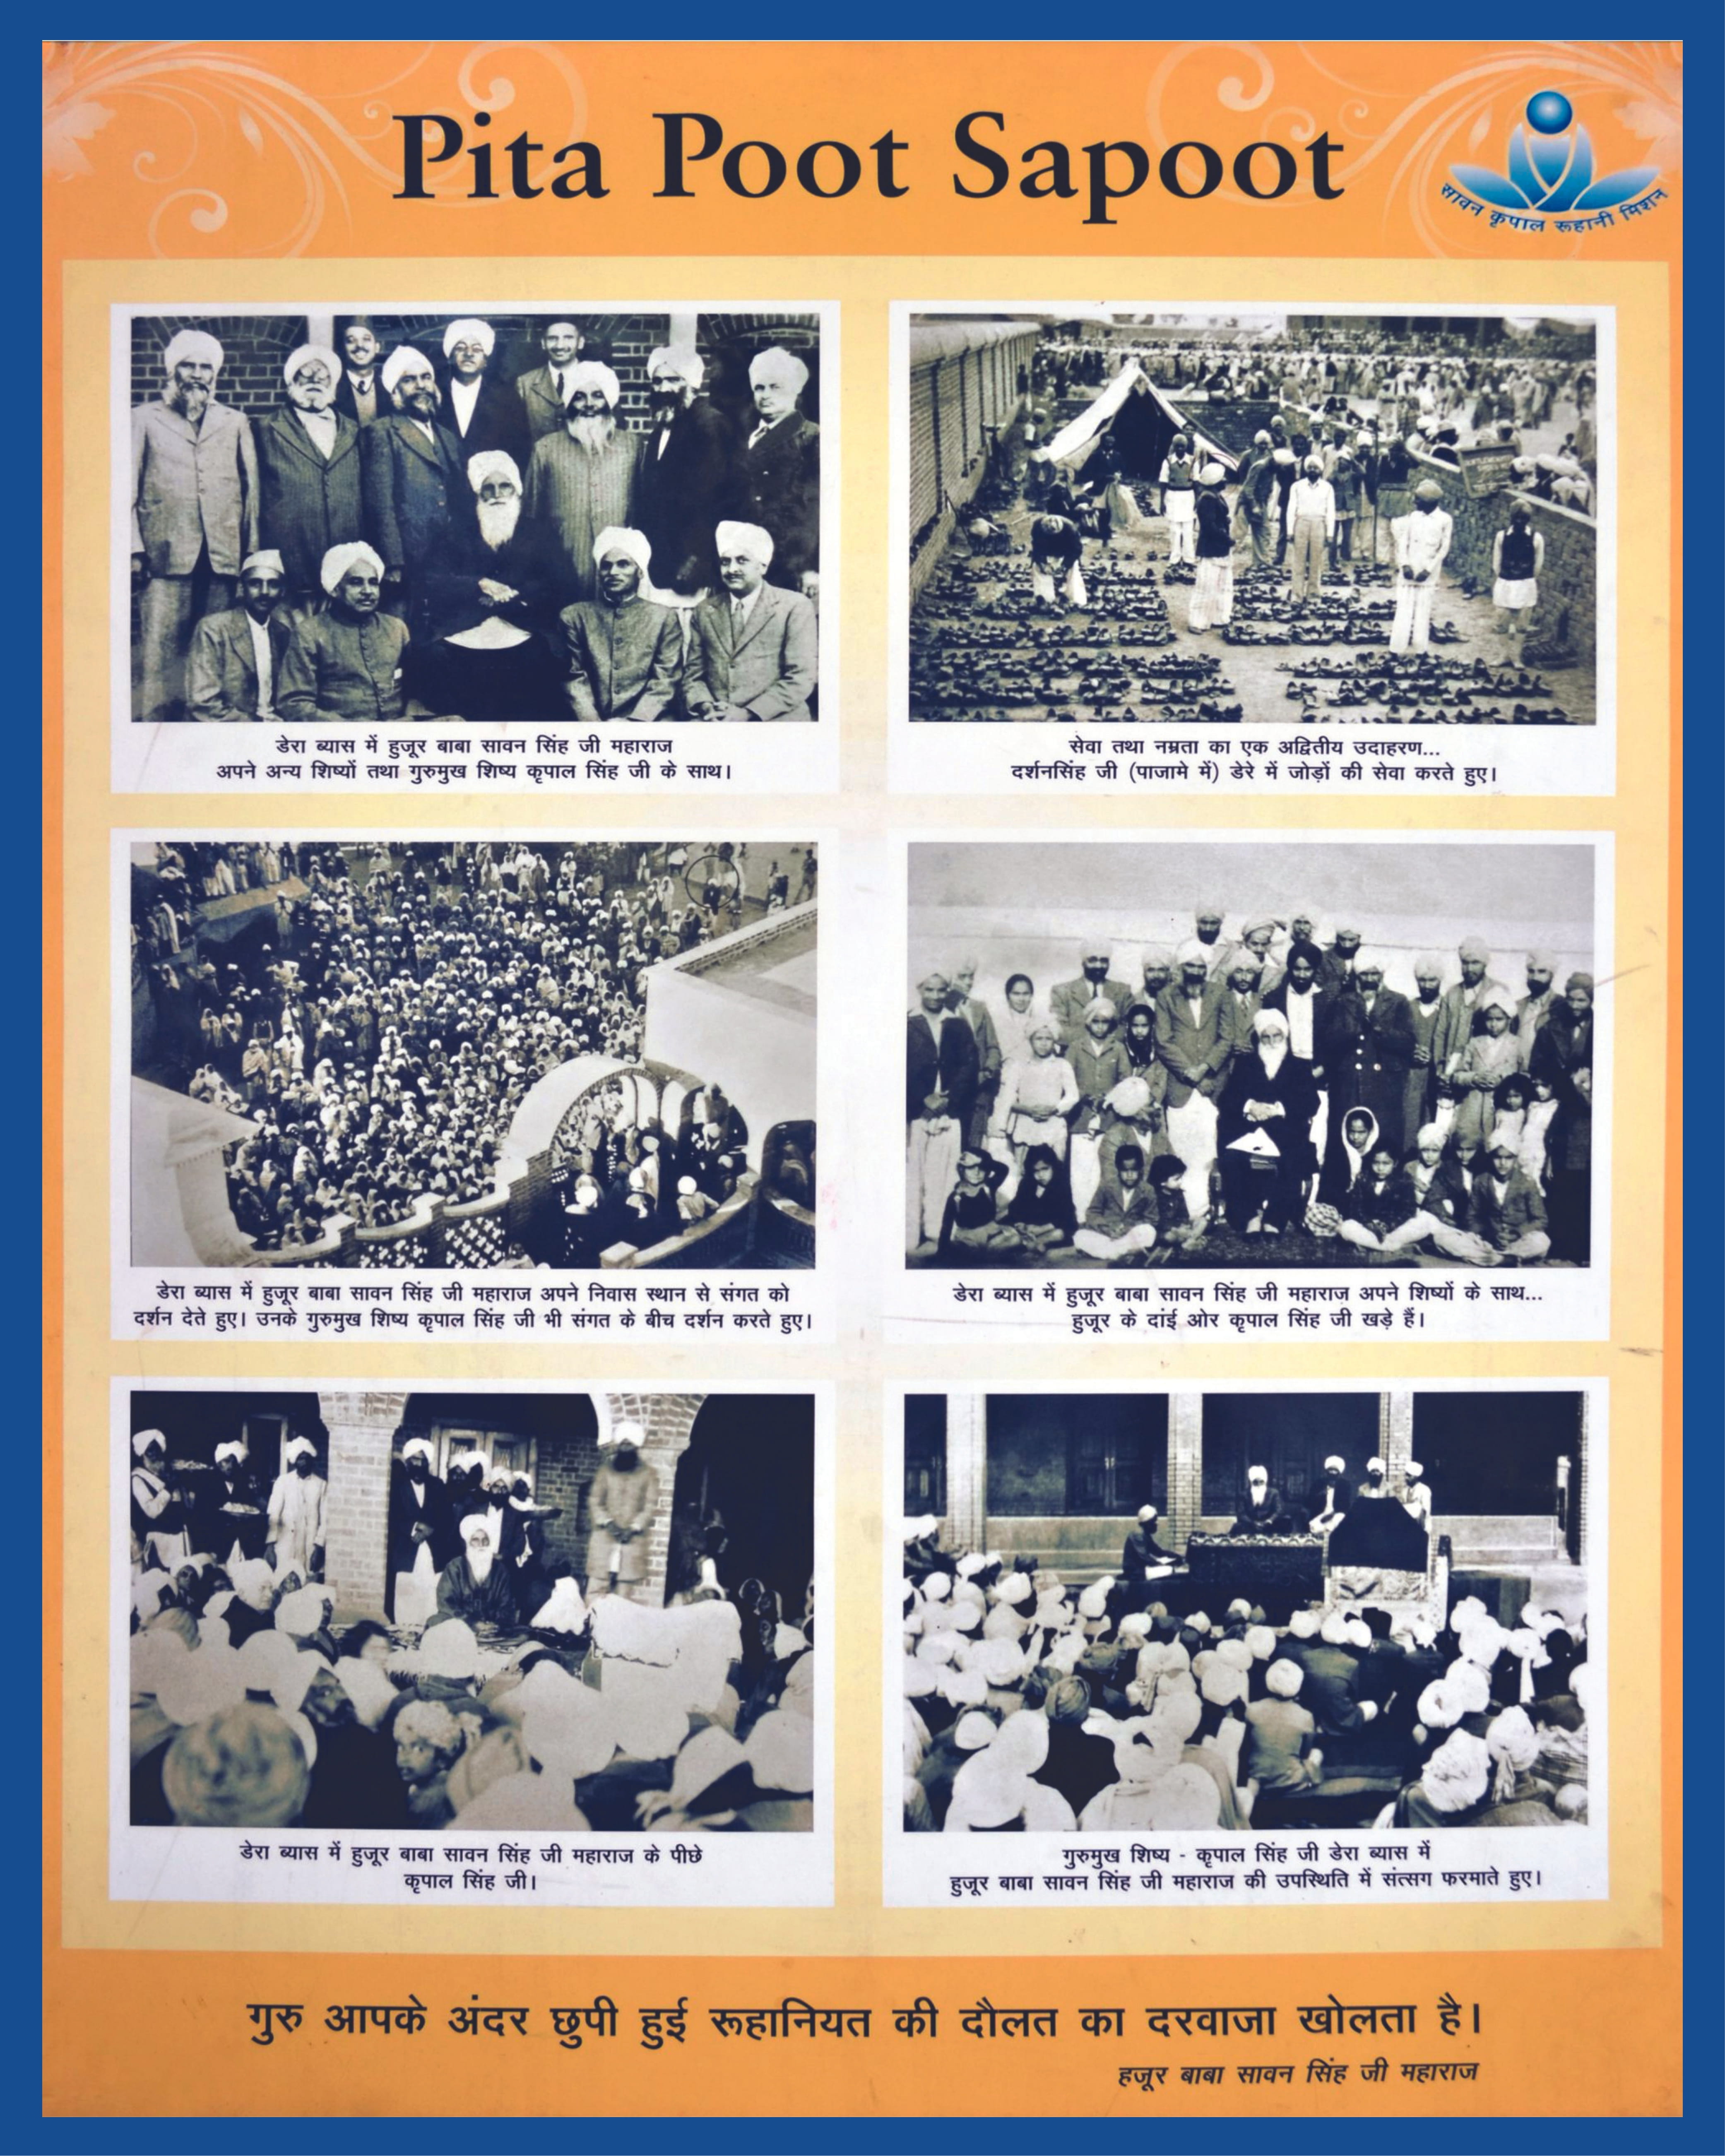 Pita Poot Sapoot
सावन कृपाल रूहानी मिशन
डेरा ब्यास में हुजूर बाबा सावन सिंह जी महाराज
अपने अन्य शिष्यों तथा गुरुमुख शिष्य कृपाल सिंह जी के साथ।
सेवा तथा नम्रता का एक अद्वितीय उदाहरण...
दर्शनसिंह जी (पाजामे में) डेरे में जोड़ों की सेवा करते हुए।
डेरा ब्यास में हुजूर बाबा सावन सिंह जी महाराज अपने निवास स्थान से संगत को
दर्शन देते हुए। उनके गुरुमुख शिष्य कृपाल सिंह जी भी संगत के बीच दर्शन करते हुए।
डेरा ब्यास में हुजूर बाबा सावन सिंह जी महाराज अपने शिष्यों के साथ...
हुजूर के दांई ओर कृपाल सिंह जी खड़े हैं।
डेरा ब्यास में हुजूर बाबा सावन सिंह जी महाराज के पीछे
कृपाल सिंह जी।
गुरुमुख शिष्य - कृपाल सिंह जी डेरा ब्यास में
हुजूर बाबा सावन सिंह जी महाराज की उपस्थिति में संत्सग फरमाते हुए।
गुरु आपके अंदर छुपी हुई रूहानियत की दौलत का दरवाजा खोलता है।
हजूर बाबा सावन सिंह जी महाराज